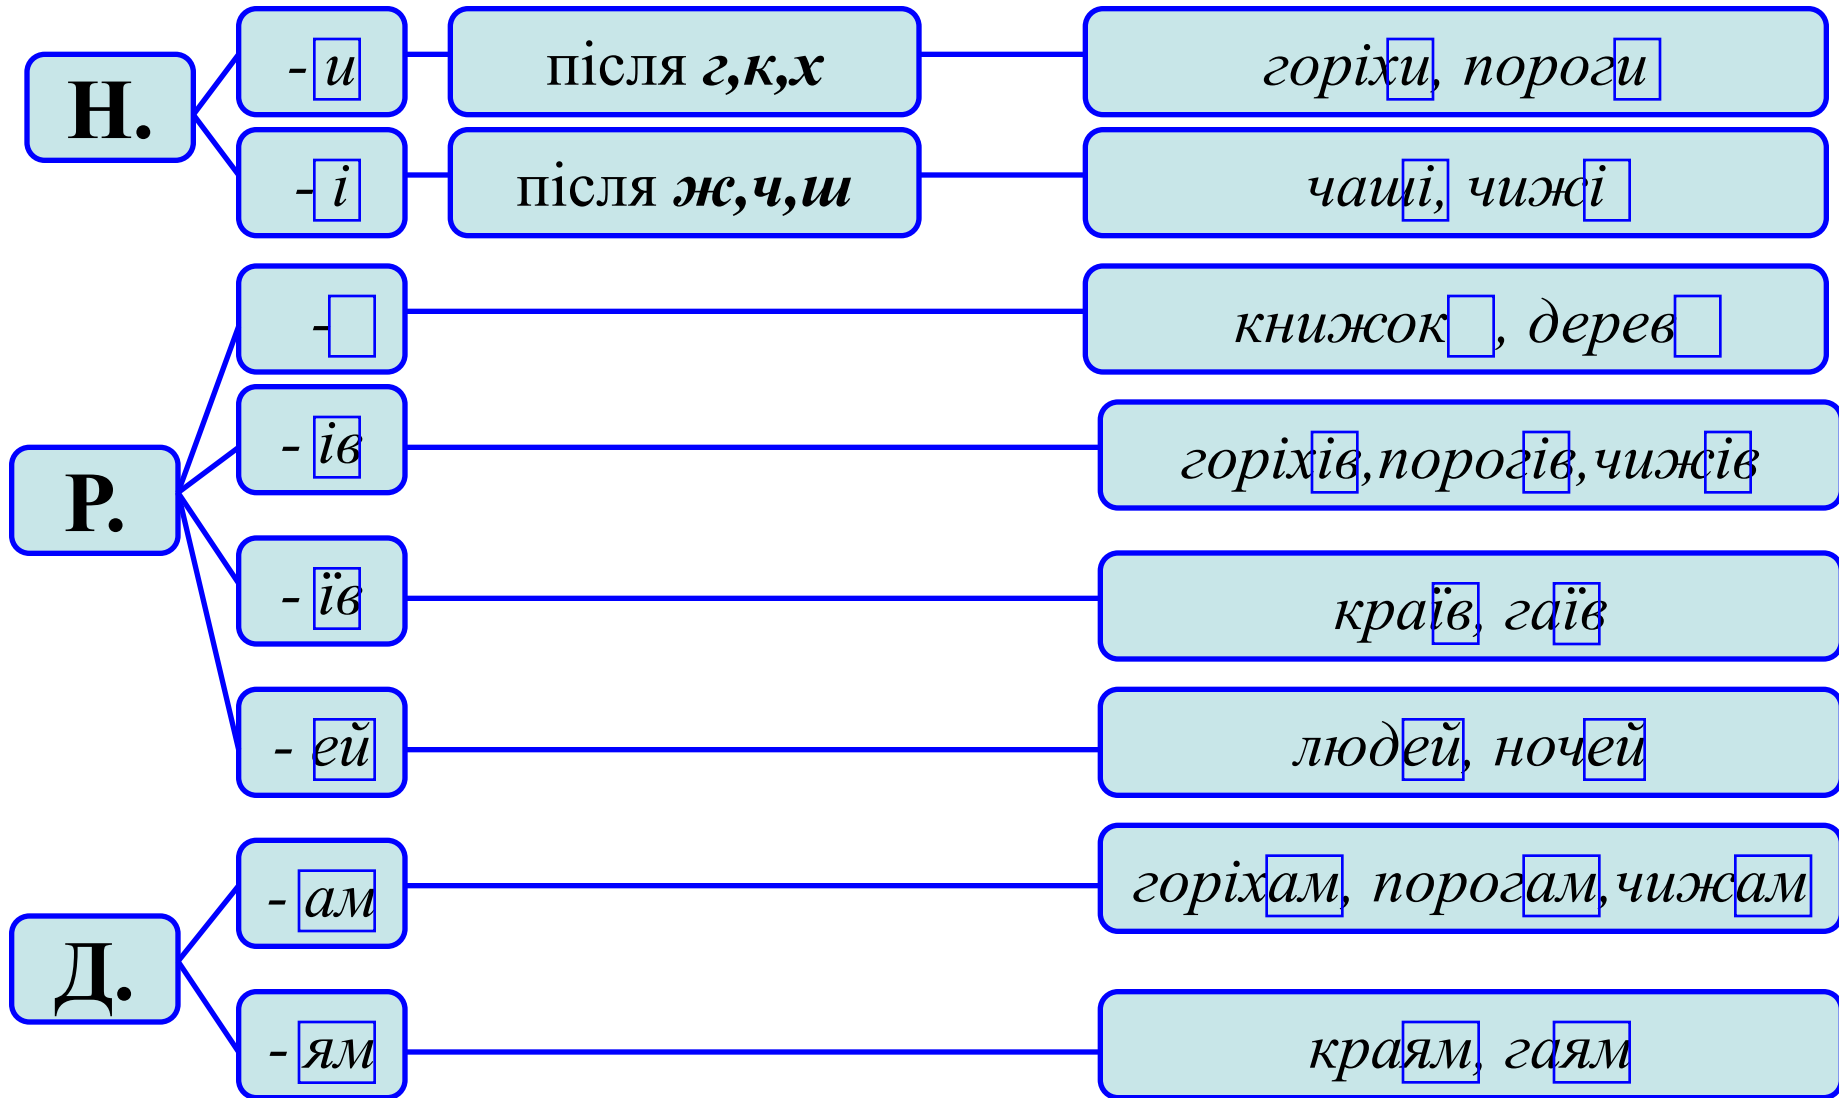 Н.
- и
після г,к,х
горіхи, пороги
- і
після ж,ч,ш
чаші, чижі
Р.
-
книжок , дерев
- ів
горіхів,порогів,чижів
- їв
країв, гаїв
- ей
людей, ночей
Д.
- ам
горіхам, порогам,чижам
- ям
краям, гаям